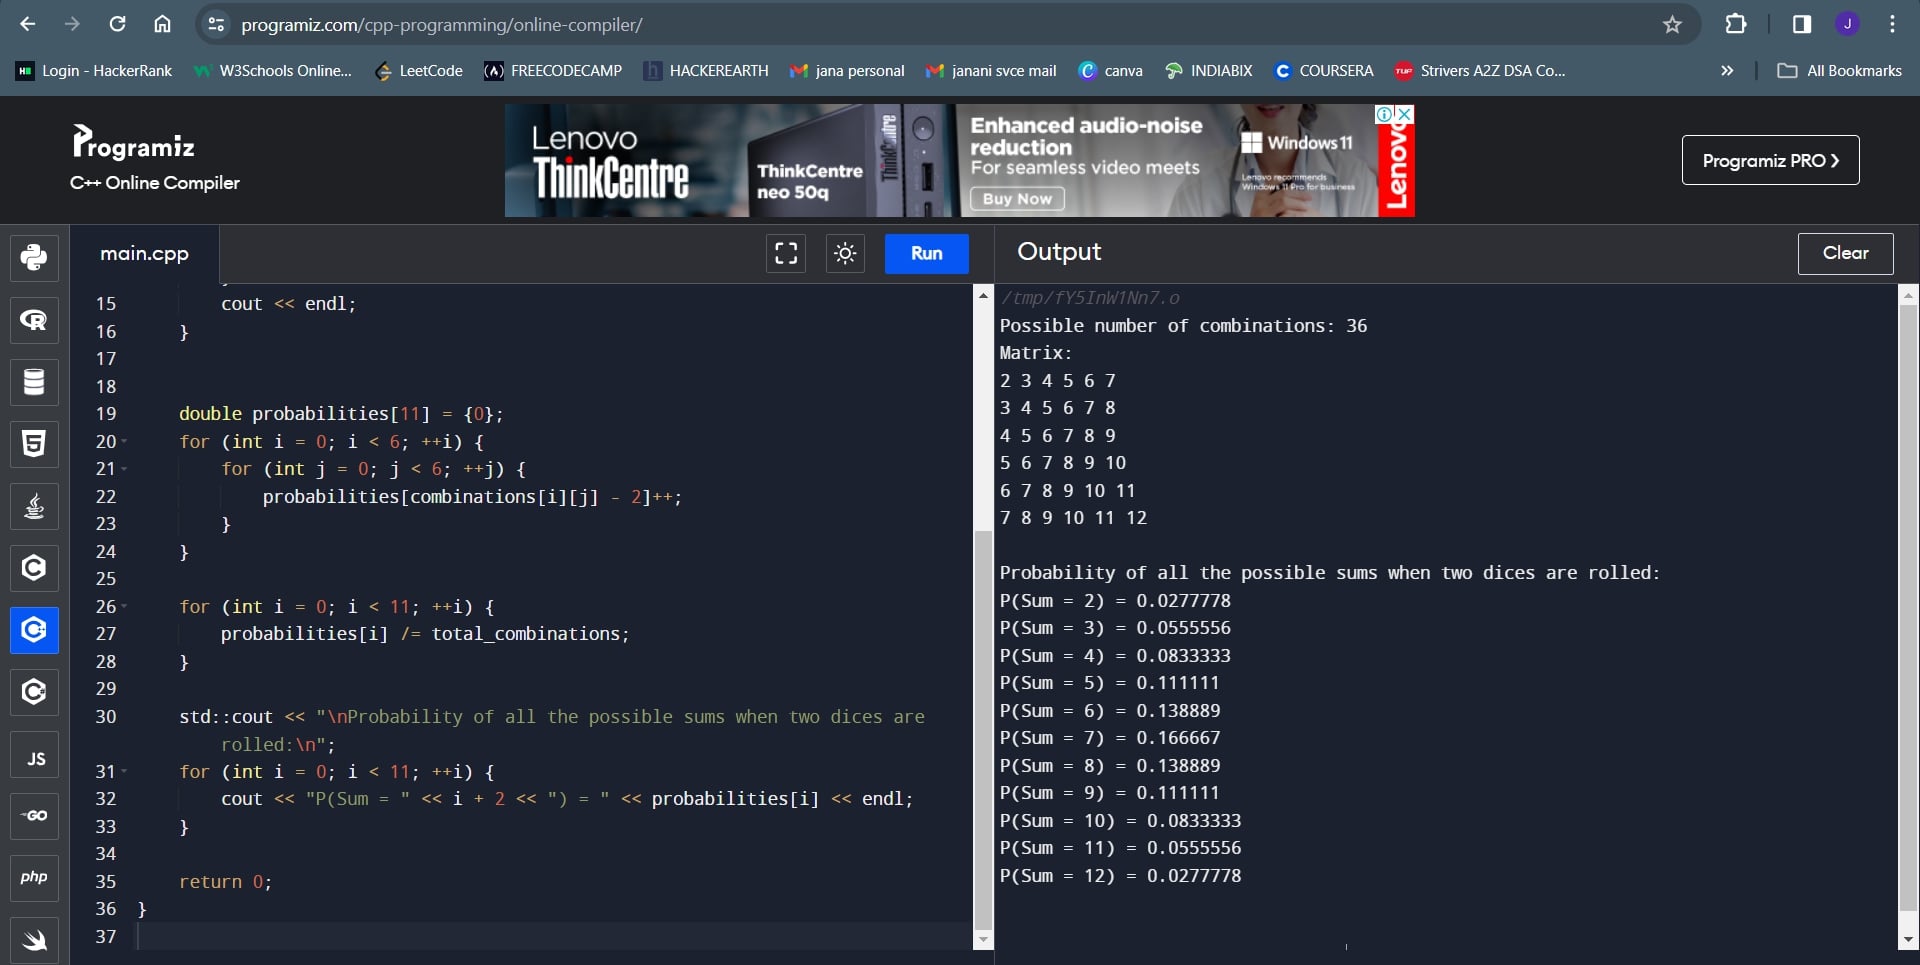 programiz.com/cpp-programming/online-compiler/
J
Login - HackerRank W3Schools Online... LeetCode FREECODECAMP HACKEREARTH jana personal janani svce mail canva INDIABIX COURSERA TUF Strivers A2Z DSA Co... » All Bookmarks
Programiz
C++ Online Compiler
Lenovo
ThinkCentre
ThinkCentre
neo 50q
ThinkCentre
Enhanced audio-noise
reduction
For seamless video meets
Buy Now
Windows 11
Lenovo recommends
Windows 11 Pro for business
Lenovo
Programiz PRO >
main.cpp
Run
Output
Clear
15 cout << endl;
16 }
17
18
19 double probabilities[11] = {0};
20 for (int i = 0; i < 6; ++i) {
21 for (int j = 0; j < 6; ++j) {
22 probabilities[combinations[i][j] - 2]++;
23 }
24 }
25
26 for (int i = 0; i < 11; ++i) {
27 probabilities[i] /= total_combinations;
28 }
29
30 std::cout << "\nProbability of all the possible sums when two dices are
rolled:\n";
31 for (int i = 0; i < 11; ++i) {
32 cout << "P(Sum = " << i + 2 << ") = " << probabilities[i] << endl;
33 }
34
35 return 0;
36 }
37
/tmp/fY5InW1Nn7.o
Possible number of combinations: 36
Matrix:
2 3 4 5 6 7
3 4 5 6 7 8
4 5 6 7 8 9
5 6 7 8 9 10
6 7 8 9 10 11
7 8 9 10 11 12
Probability of all the possible sums when two dices are rolled:
P(Sum = 2) = 0.0277778
P(Sum = 3) = 0.0555556
P(Sum = 4) = 0.0833333
P(Sum = 5) = 0.111111
P(Sum = 6) = 0.138889
P(Sum = 7) = 0.166667
P(Sum = 8) = 0.138889
P(Sum = 9) = 0.111111
P(Sum = 10) = 0.0833333
P(Sum = 11) = 0.0555556
P(Sum = 12) = 0.0277778
R
5
C
C
C
JS
GO
php